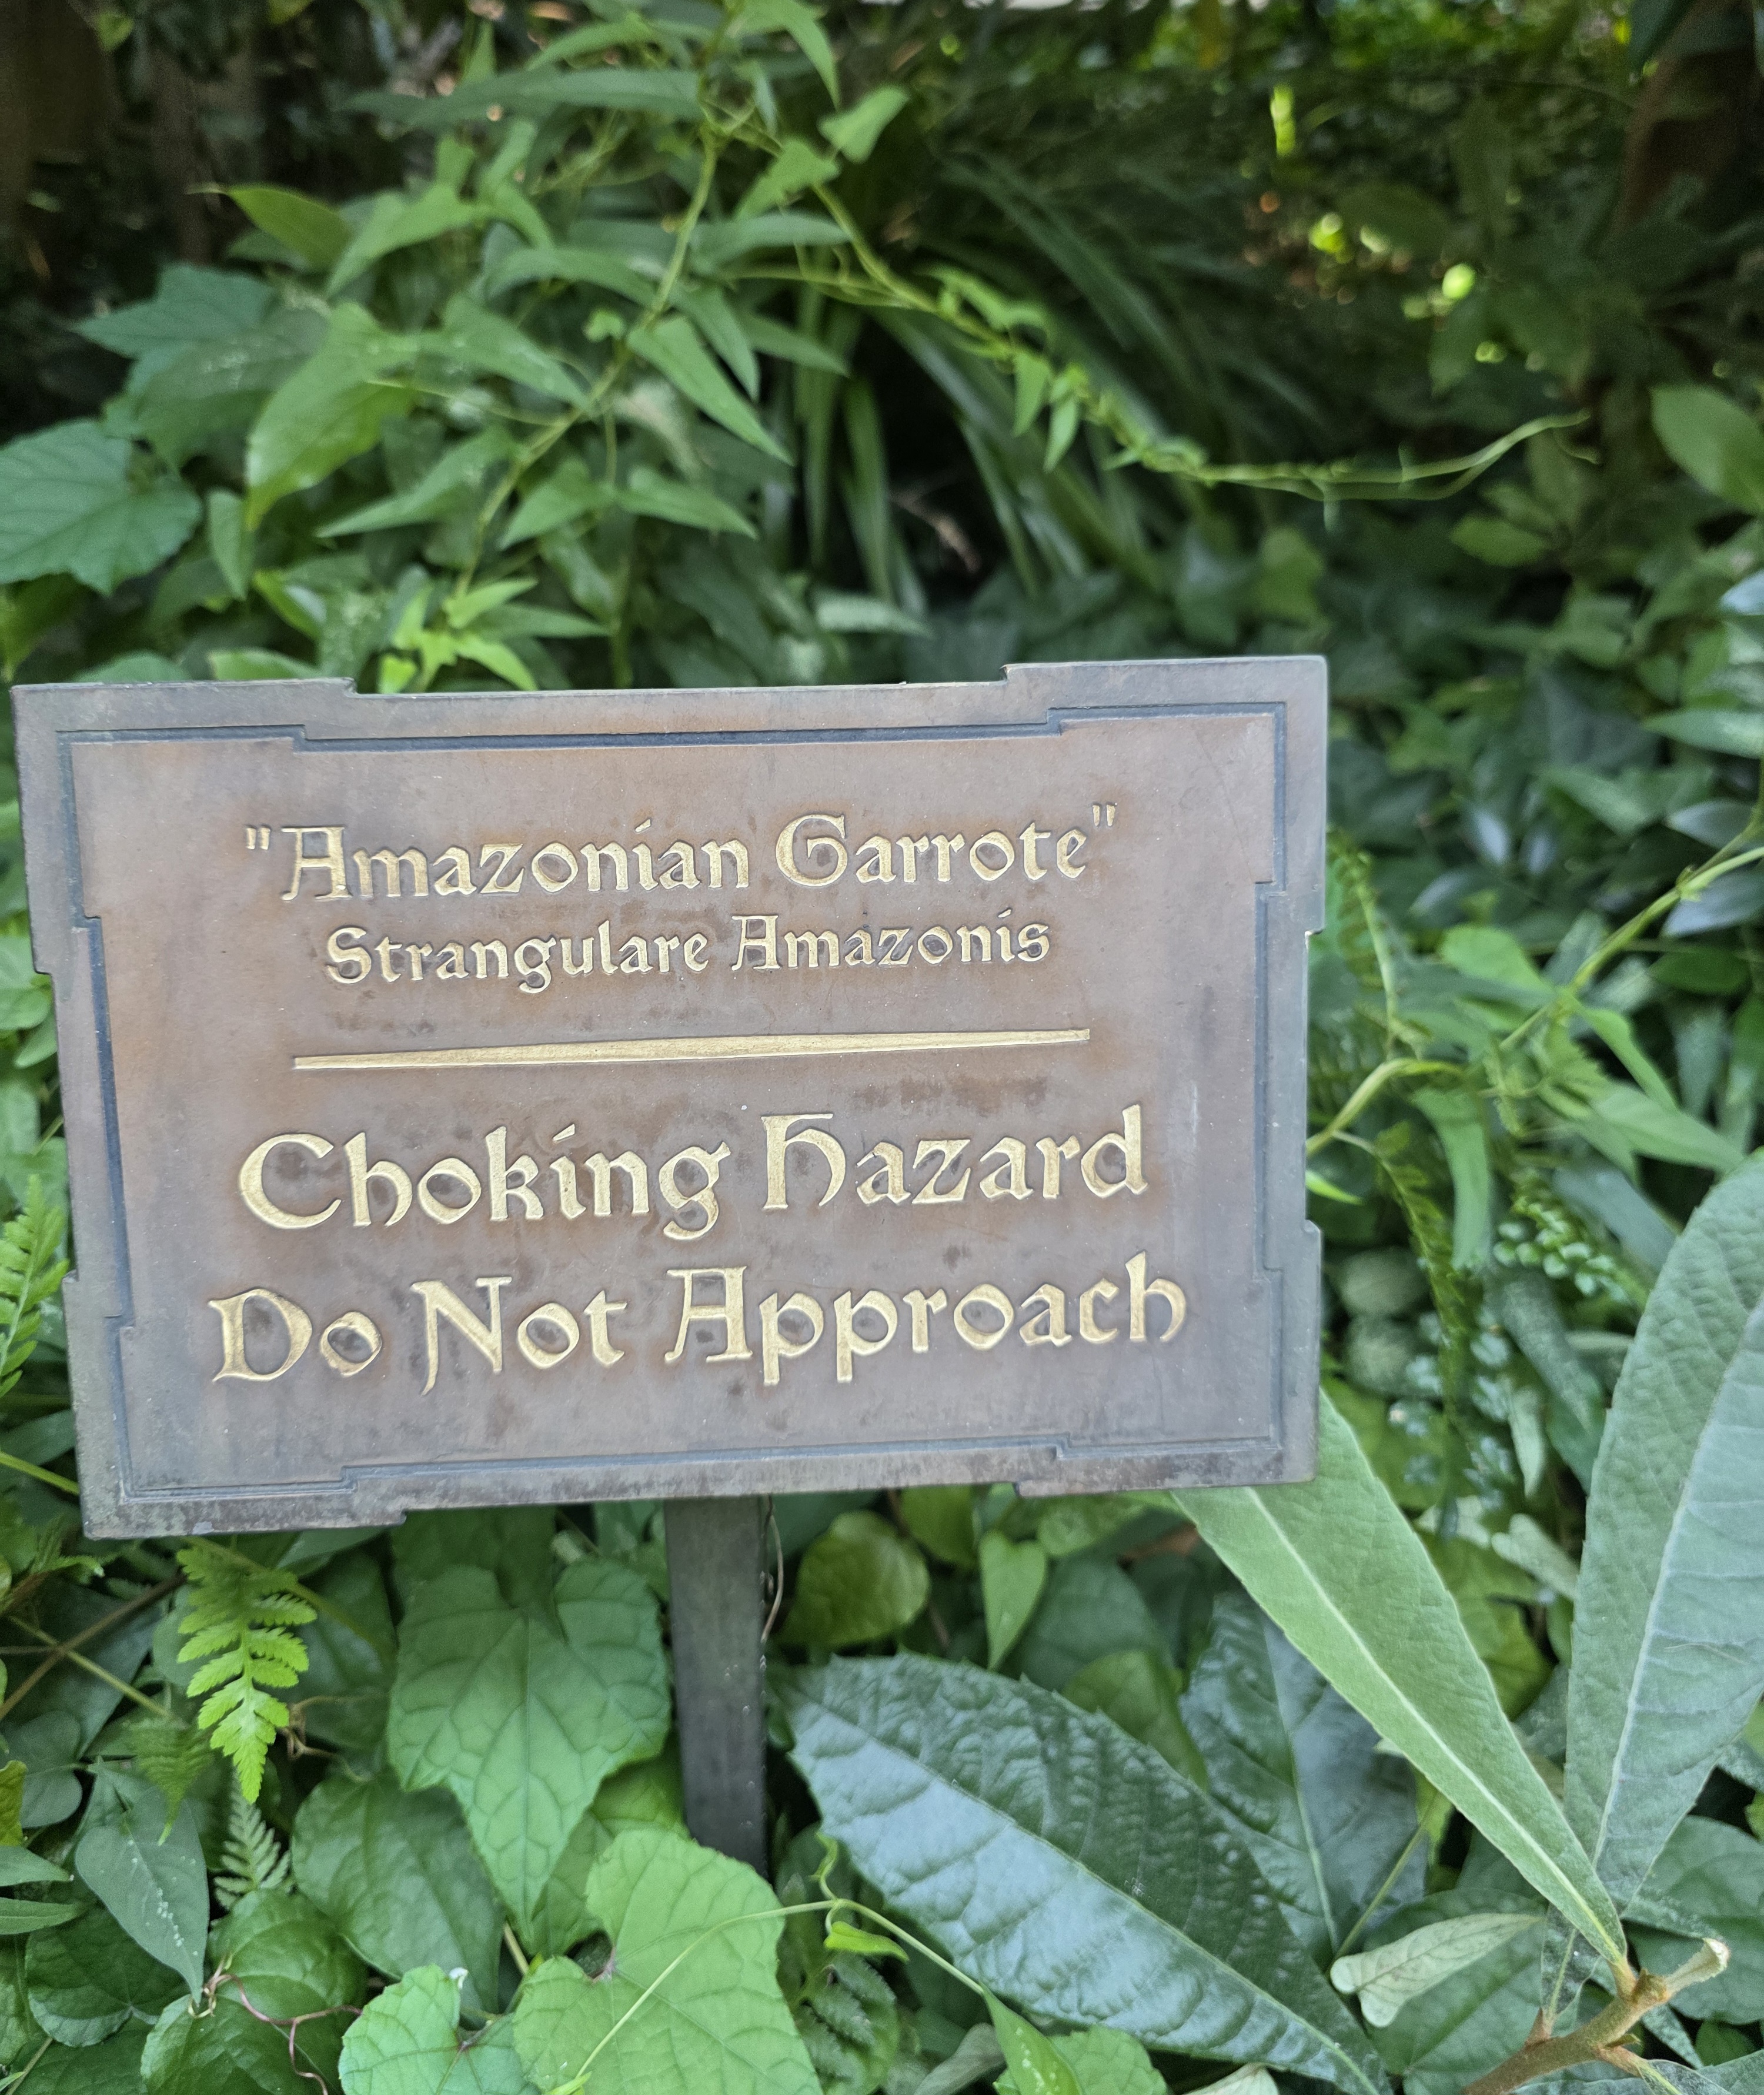 "Amazonian Garrote"
Strangulare Amazonis
Choking Hazard
Do Not Approach